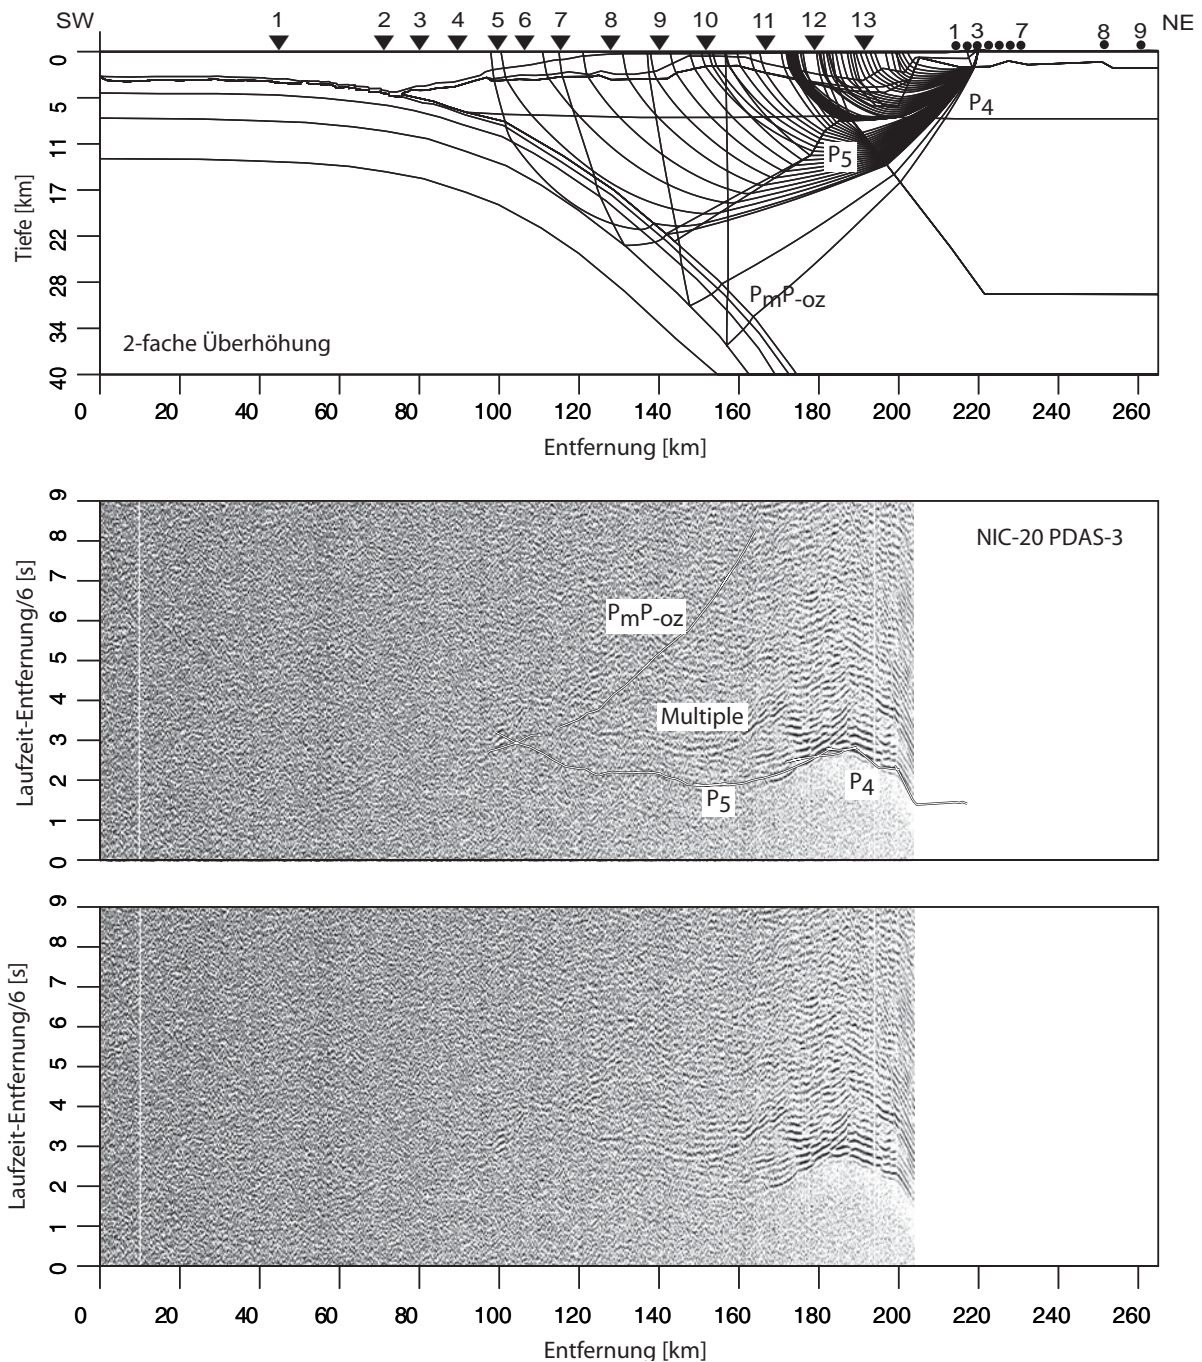 SW 1 2 3 4 5 6 7 8 9 10 11 12 13 1 3 7 8 9 NE
0
5
11
17
22
28
34
40
Tiefe [km]
P4
P5
PmP-oz
2-fache Überhöhung
0 20 40 60 80 100 120 140 160 180 200 220 240 260
Entfernung [km]
9
8
7
6
5
4
3
2
1
0
Laufzeit-Entfernung/6 [s]
NIC-20 PDAS-3
PmP-oz
Multiple
P4
P5
9
8
7
6
5
4
3
2
1
0
Laufzeit-Entfernung/6 [s]
0 20 40 60 80 100 120 140 160 180 200 220 240 260
Entfernung [km]